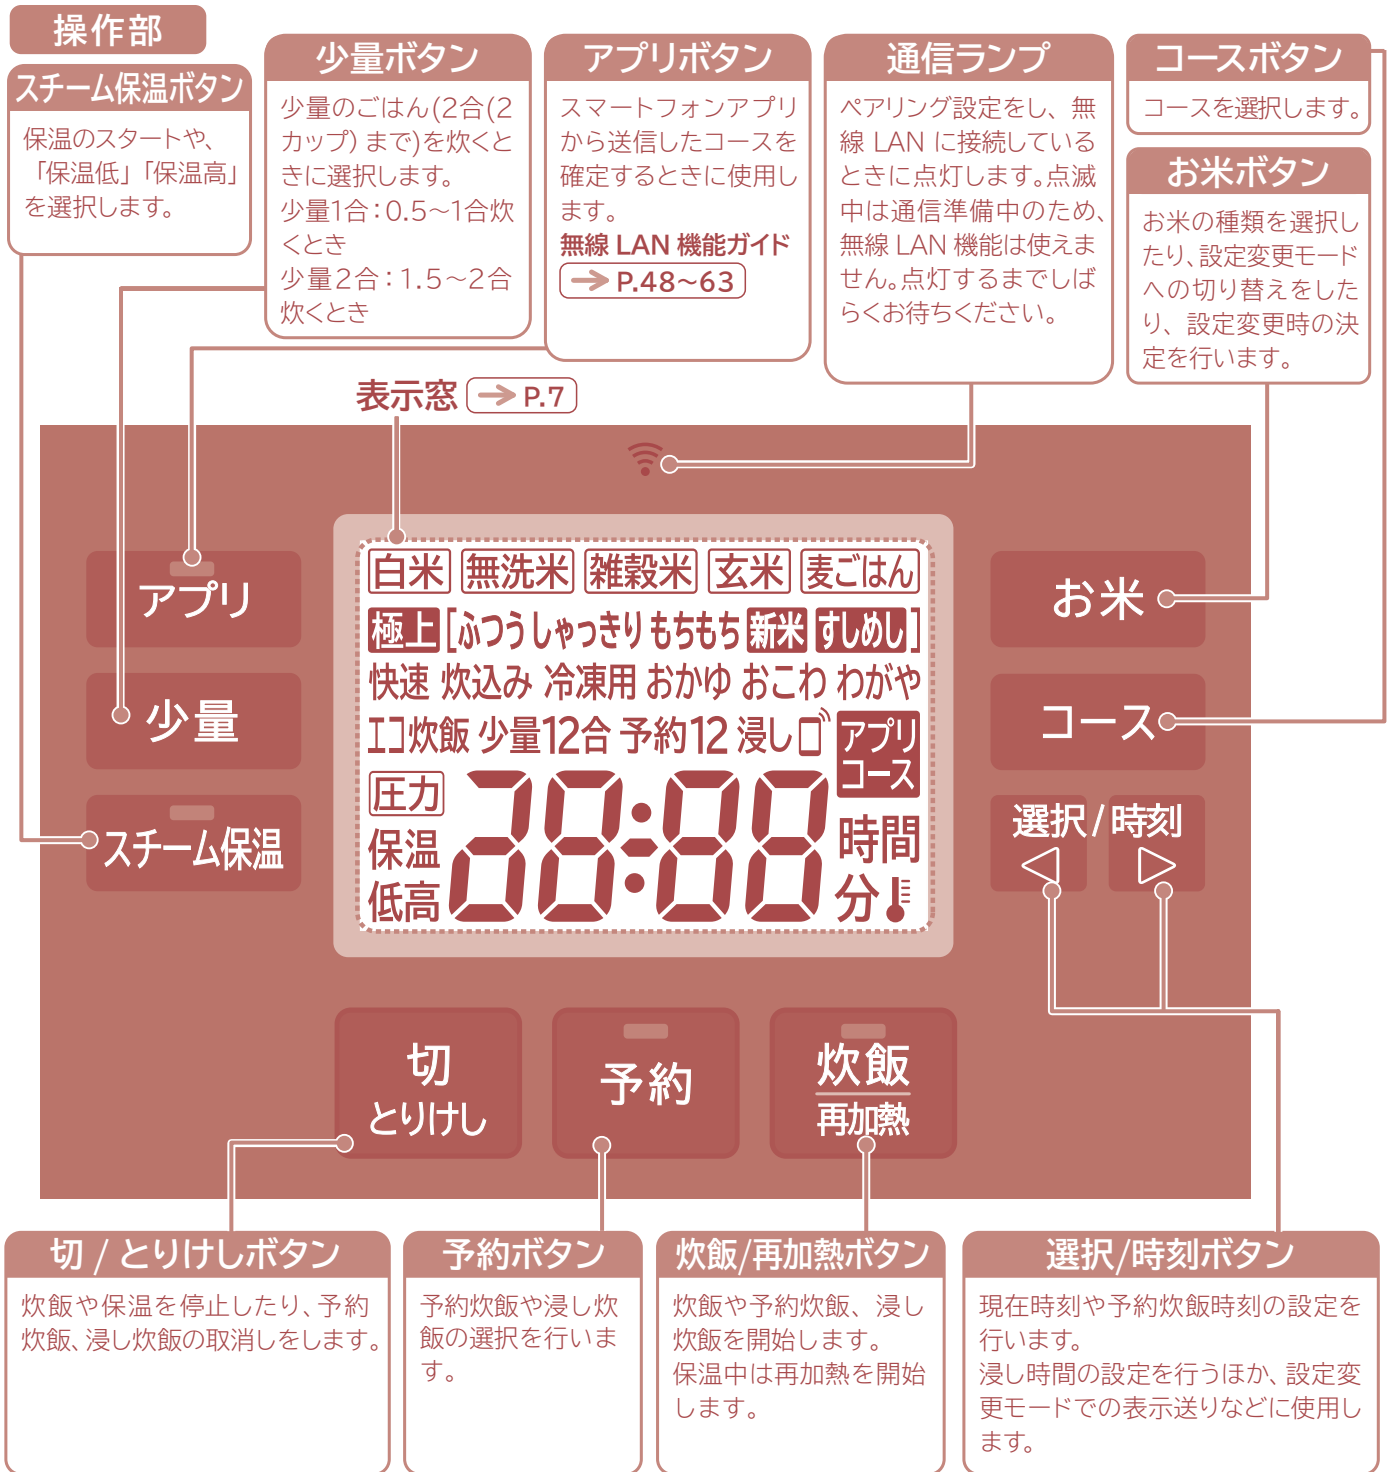 操作部
スチーム保温ボタン
保温のスタートや、
「保温低」「保温高」
を選択します。
少量ボタン
少量のごはん(2合(2
カップ) まで)を炊くと
きに選択します。
少量1合：0.5～1合炊
くとき
少量2合：1.5～2合
炊くとき
アプリボタン
スマートフォンアプリ
から送信したコースを
確定するときに使用し
ます。
無線 LAN 機能ガイド
→ P.48～63
通信ランプ
ペアリング設定をし、無
線 LAN に接続している
ときに点灯します。点滅
中は通信準備中のため、
無線 LAN 機能は使えま
せん。点灯するまでしば
らくお待ちください。
コースボタン
コースを選択します。
お米ボタン
お米の種類を選択し
たり、設定変更モード
への切り替えをした
り、設定変更時の決
定を行います。
表示窓 → P.7
アプリ
少量
スチーム保温
白米 無洗米 雑穀米 玄米 麦ごはん
極上 [ふつう しゃっきり もちもち 新米 すしめし]
快速 炊込み 冷凍用 おかゆ おこわ わがや
エコ炊飯 少量12合 予約12 浸し
アプリ
コース
圧力
保温
低高
28:88
時間
分
お米
コース
選択/時刻
◁ ▷
切
とりけし
予約
炊飯
再加熱
切 / とりけしボタン
炊飯や保温を停止したり、予約
炊飯、浸し炊飯の取消しをします。
予約ボタン
予約炊飯や浸し炊
飯の選択を行いま
す。
炊飯/再加熱ボタン
炊飯や予約炊飯、浸し
炊飯を開始します。
保温中は再加熱を開始
します。
選択/時刻ボタン
現在時刻や予約炊飯時刻の設定を
行います。
浸し時間の設定を行うほか、設定変
更モードでの表示送りなどに使用し
ます。